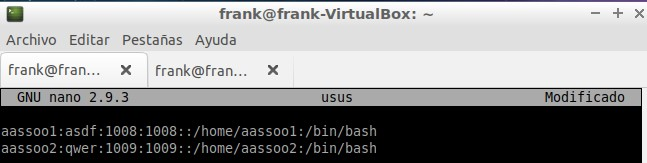 frank@frank-VirtualBox: ~
Archivo Editar Pestañas Ayuda
frank@fran... frank@fran...
GNU nano 2.9.3 usus Modificado
aassoo1:asdf:1008:1008::/home/aassoo1:/bin/bash
aassoo2:qwer:1009:1009::/home/aassoo2:/bin/bash